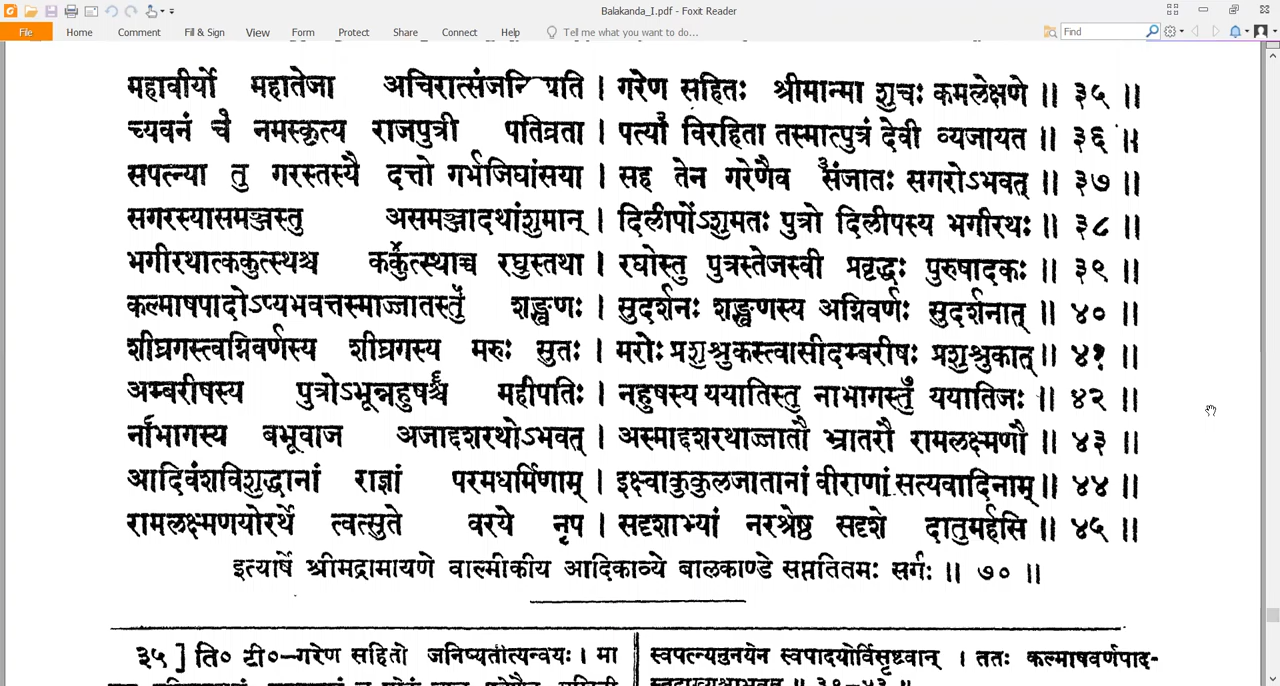 Balakanda_I.pdf - Foxit Reader
File Home Comment Fill & Sign View Form Protect Share Connect Help Tell me what you want to do... Find
महावीर्यो महातेजा अचिरात्संजनि पति । गरेण सहितः श्रीमान्मा शुचः कमलेक्षणे ॥ ३५ ॥
च्यवनं चै नमस्कृत्य राजपुत्री पतिव्रता । पत्या विरहिता तस्मात्पुत्रं देवी व्यजायत ॥ ३६ ॥
सपत्न्या तु गरस्तस्यै दत्तो गर्भजिघांसया । सह तेन गरेणैव संजातः सगरोऽभवत् ॥ ३७ ॥
सगरस्यासमञ्जस्तु असमञ्जादथांशुमान् । दिलीपोंऽशुमतः पुत्रो दिलीपस्य भगीरथः ॥ ३८ ॥
भगीरथात्ककुत्स्थश्च ककुत्स्थाच्च रघुस्तथा । रघोस्तु पुत्रस्तेजस्वी प्रवृद्धः पुरुषादकः ॥ ३९ ॥
कल्माषपादोऽप्यभवत्तस्माज्जातस्तु शङ्खणः । सुदर्शनः शङ्खणस्य अग्निवर्णः सुदर्शनात् ॥ ४० ॥
शीघ्रगस्त्वग्निवर्णस्य शीघ्रगस्य मरुः सुतः । मरोः प्रशुश्रुकस्त्वासीदम्बरीषः प्रशुश्रुकात् ॥ ४१ ॥
अम्बरीषस्य पुत्रोऽभून्नहुषश्च महीपतिः । नहुषस्य ययातिस्तु नाभागस्तु ययातिजः ॥ ४२ ॥
नाभागस्य बभूवाज अजाद्दशरथोऽभवत् । अस्माद्दशरथाज्जातौ भ्रातरौ रामलक्ष्मणौ ॥ ४३ ॥
आदिवंशविशुद्धानां राज्ञां परमधर्मिणाम् । इक्ष्वाकुकुलजातानां वीराणां सत्यवादिनाम् ॥ ४४ ॥
रामलक्ष्मणयोरर्थे त्वत्सुते वरये नृप । सदृशाभ्यां नरश्रेष्ठ सदृशे दातुमर्हसि ॥ ४५ ॥
इत्यार्षे श्रीमद्रामायणे वाल्मीकीय आदिकाव्ये बालकाण्डे सप्ततितमः सर्गः ॥ ७० ॥
३५ ] ति० टी०—गरेण सहितो जनिष्यतीत्यन्वयः । मा
स्वपत्न्यनुनयेन स्वपादयोर्विसृष्टवान् । ततः कल्माषवर्णपाद-